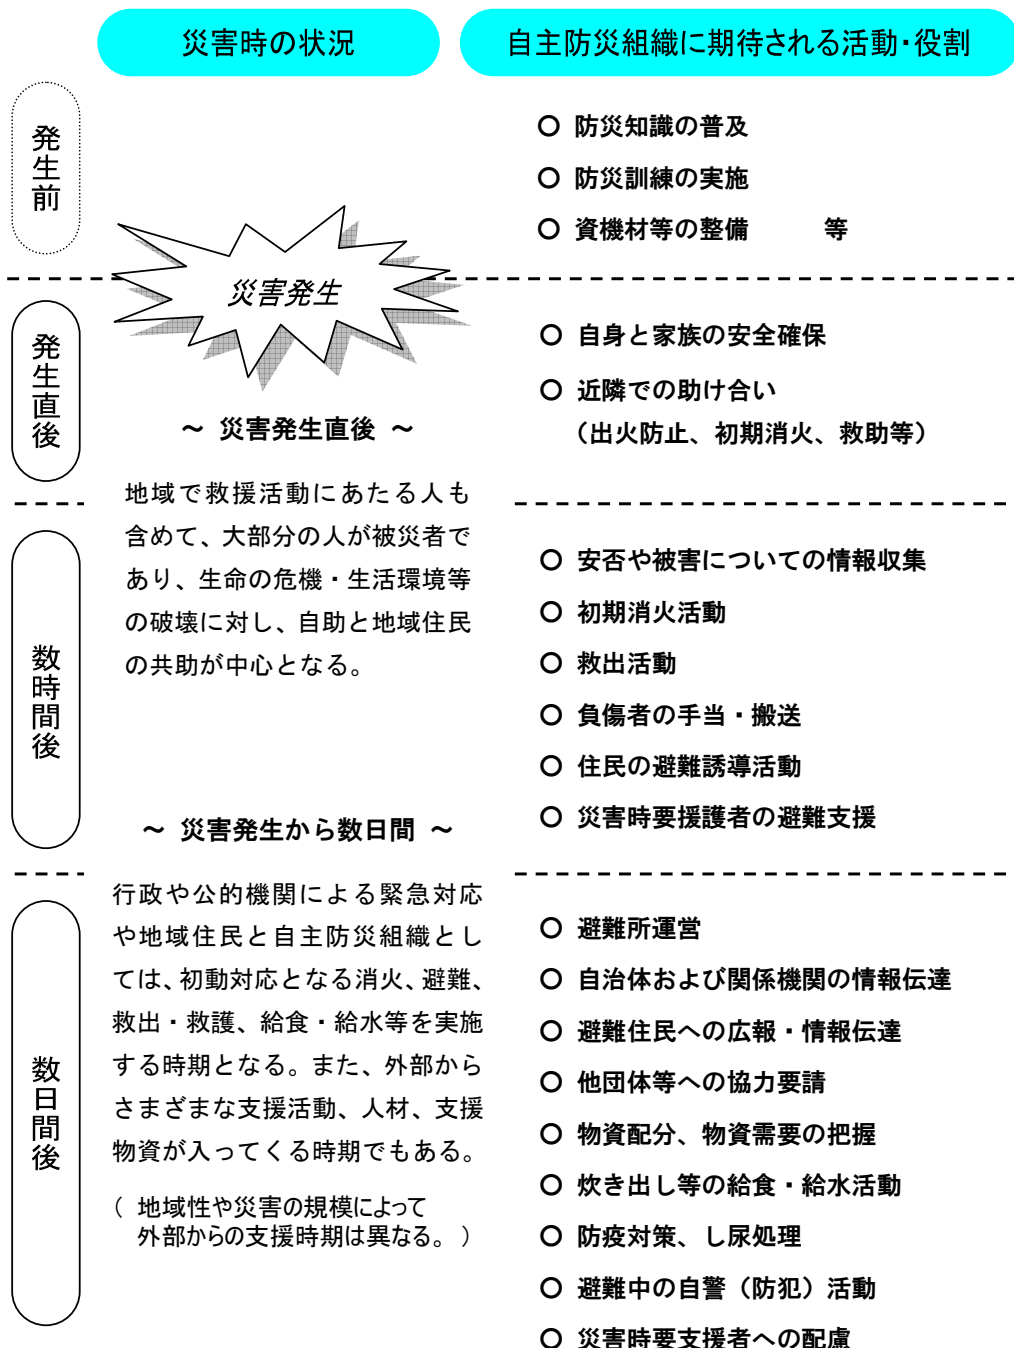 災害時の状況
自主防災組織に期待される活動・役割
発生前
〇 防災知識の普及
〇 防災訓練の実施
〇 資機材等の整備 等
災害発生
発生直後
〇 自身と家族の安全確保
〇 近隣での助け合い
（出火防止、初期消火、救助等）
～ 災害発生直後 ～
地域で救援活動にあたる人も
含めて、大部分の人が被災者で
あり、生命の危機・生活環境等
の破壊に対し、自助と地域住民
の共助が中心となる。
数時間後
〇 安否や被害についての情報収集
〇 初期消火活動
〇 救出活動
〇 負傷者の手当・搬送
〇 住民の避難誘導活動
〇 災害時要援護者の避難支援
～ 災害発生から数日間 ～
行政や公的機関による緊急対応
や地域住民と自主防災組織とし
ては、初動対応となる消火、避難、
救出・救護、給食・給水等を実施
する時期となる。また、外部から
さまざまな支援活動、人材、支援
物資が入ってくる時期でもある。
（ 地域性や災害の規模によって
外部からの支援時期は異なる。 ）
数日間後
〇 避難所運営
〇 自治体および関係機関の情報伝達
〇 避難住民への広報・情報伝達
〇 他団体等への協力要請
〇 物資配分、物資需要の把握
〇 炊き出し等の給食・給水活動
〇 防疫対策、し尿処理
〇 避難中の自警（防犯）活動
〇 災害時要支援者への配慮